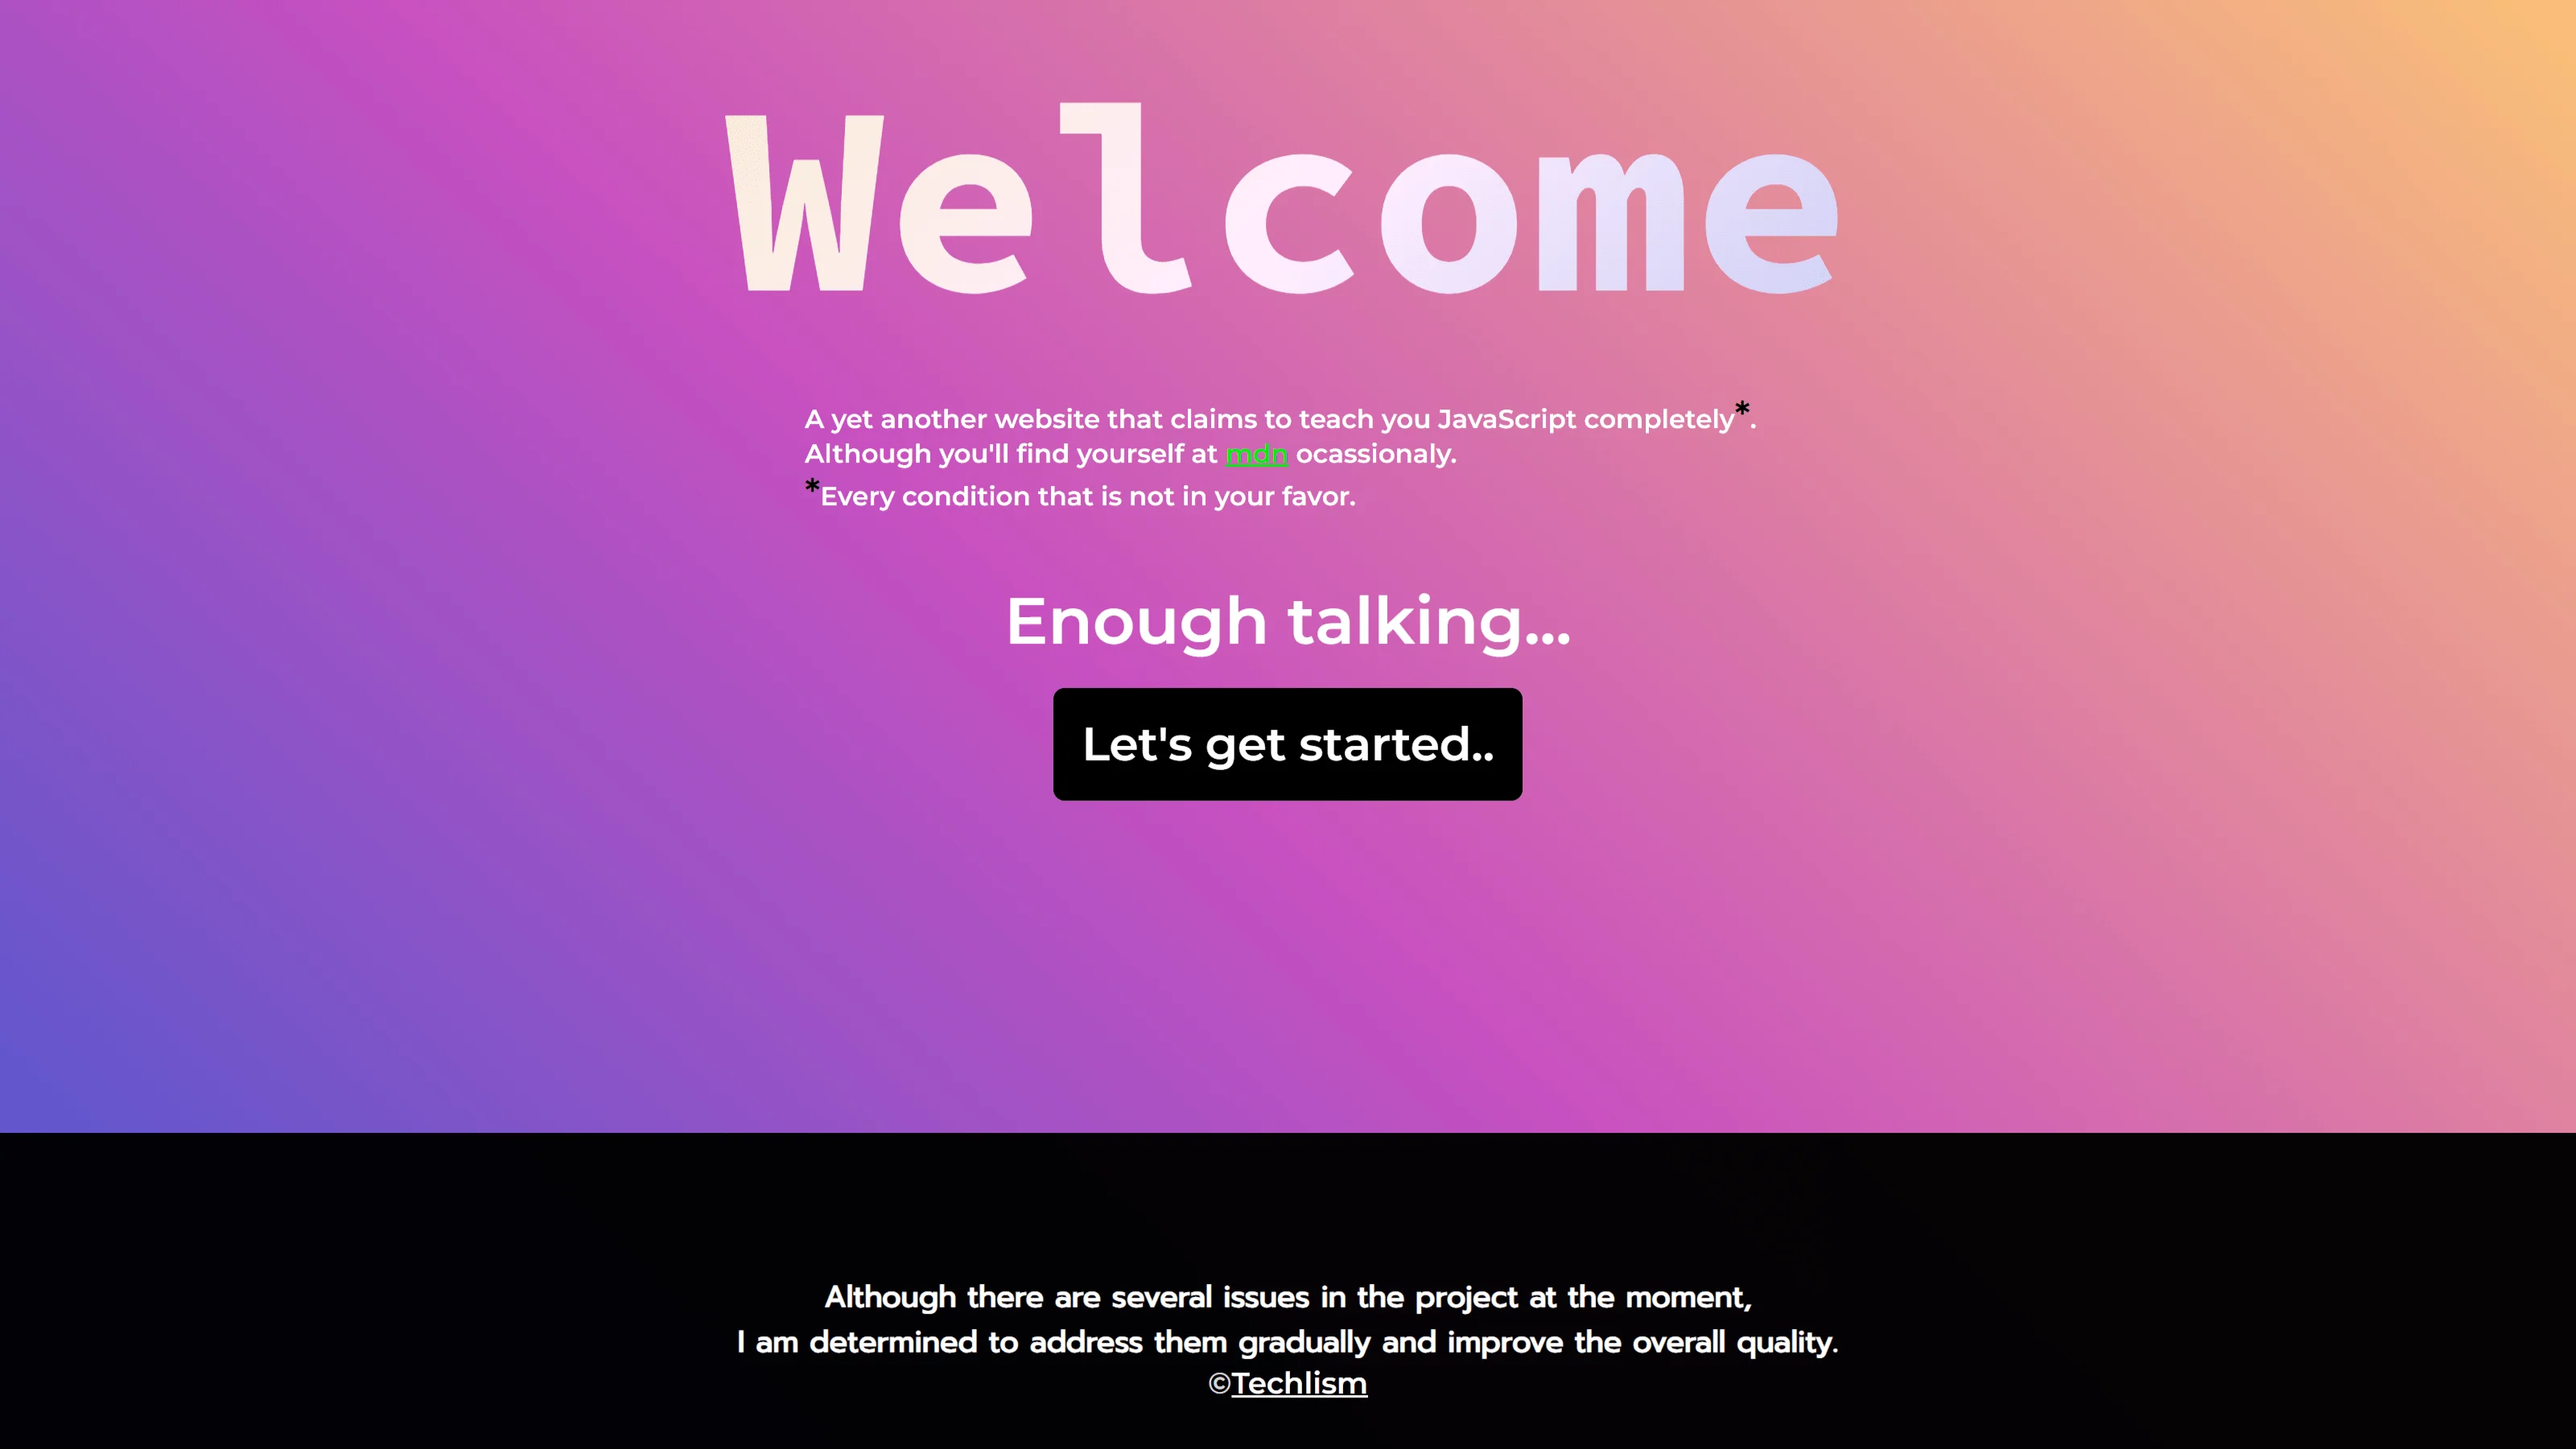 Welcome
A yet another website that claims to teach you JavaScript completely*.
Although you'll find yourself at mdn ocassionaly.
*Every condition that is not in your favor.
Enough talking...
Let's get started..
Although there are several issues in the project at the moment,
I am determined to address them gradually and improve the overall quality.
©Techlism